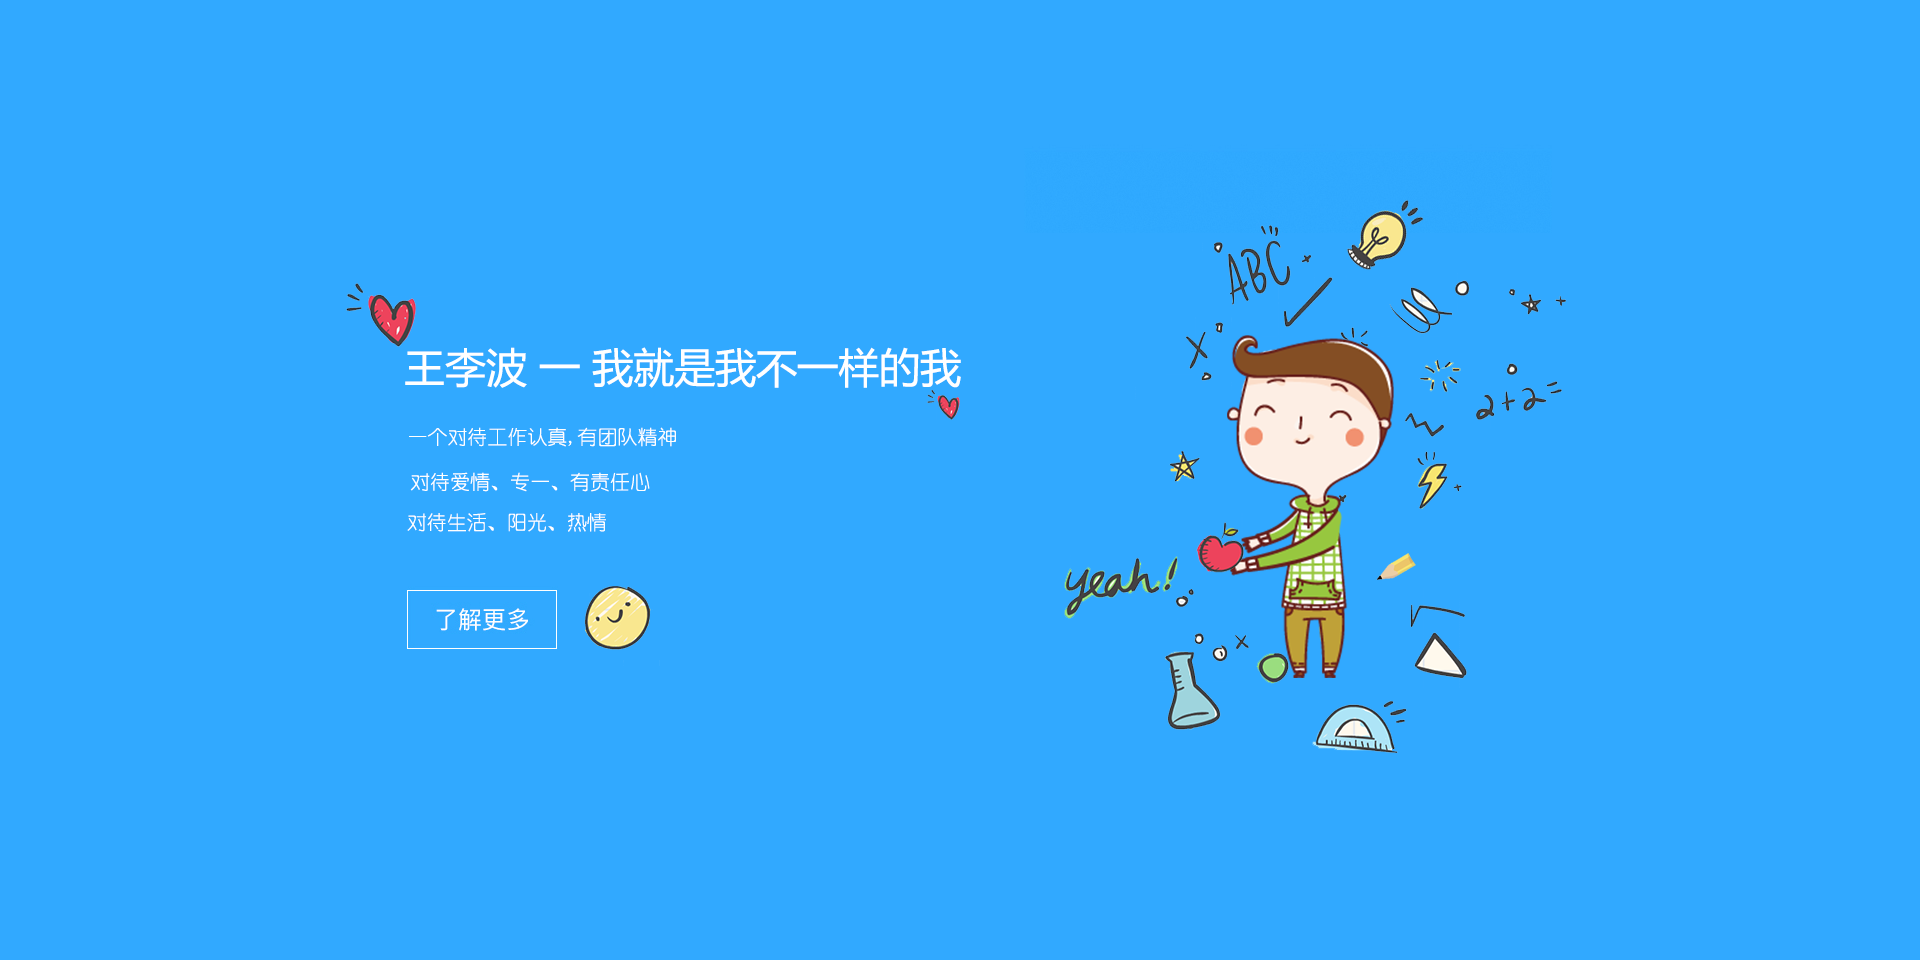 王李波 一 我就是我不一样的我
一个对待工作认真,有团队精神
对待爱情、专一、有责任心
对待生活、阳光、热情
了解更多
ABC
2+2=
yeah!